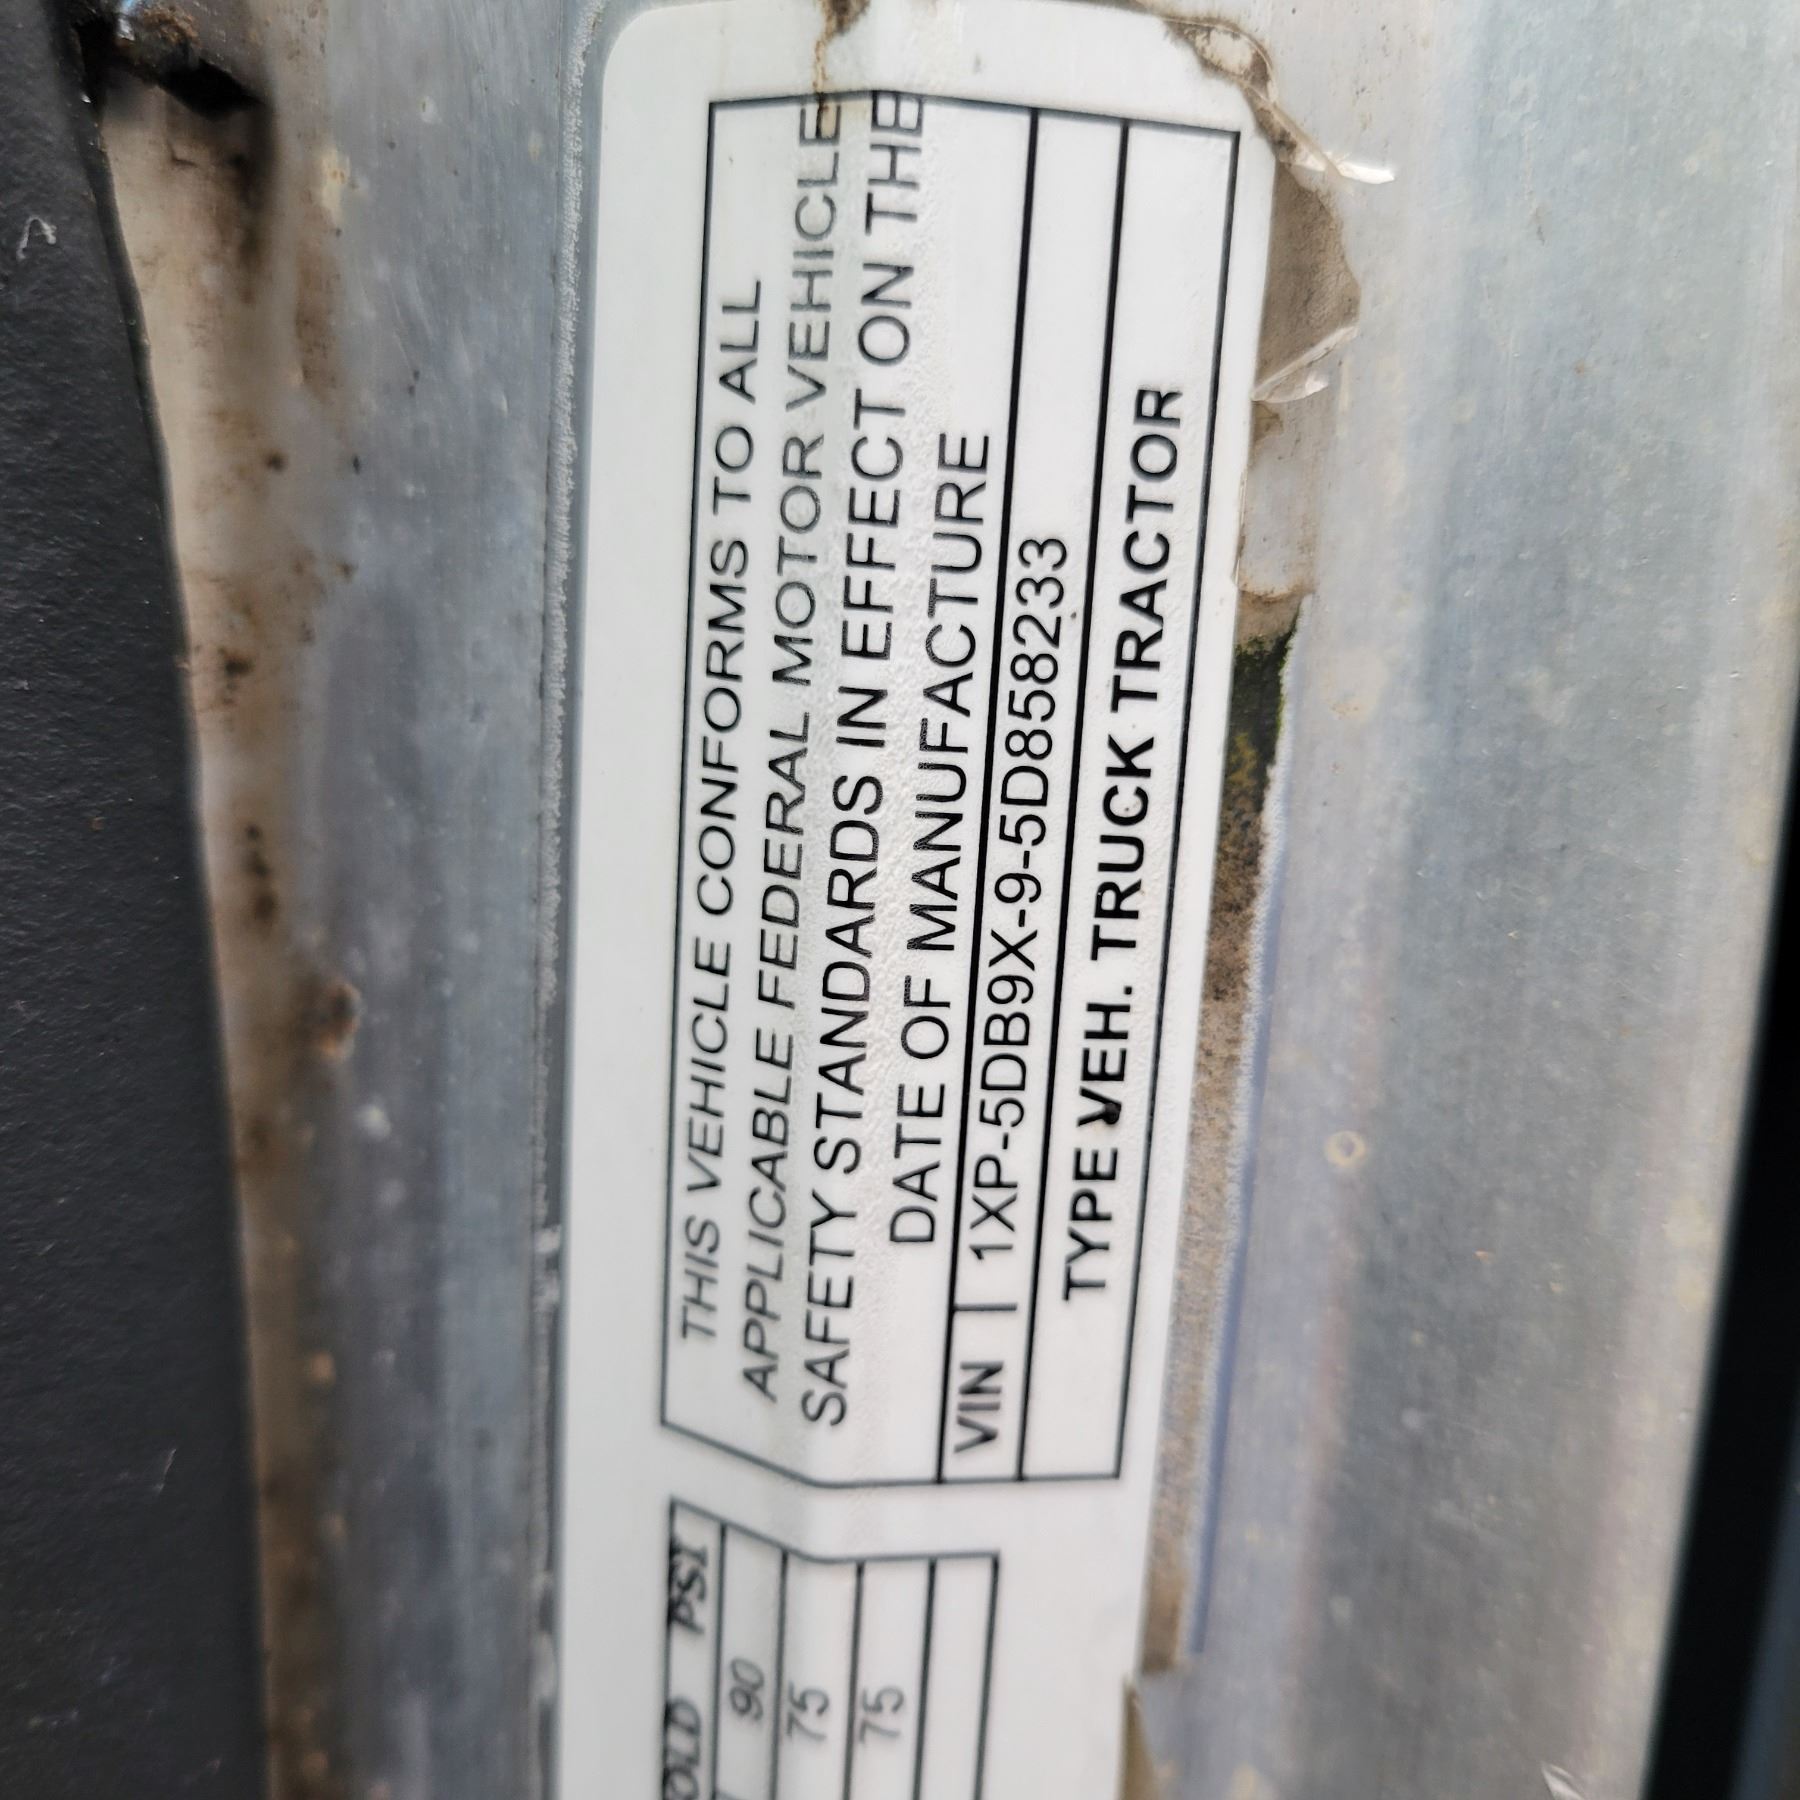 THIS VEHICLE CONFORMS TO ALL
APPLICABLE FEDERAL MOTOR VEHICLE
SAFETY STANDARDS IN EFFECT ON THE
DATE OF MANUFACTURE
VIN | 1XP-5DB9X-9-5D858233
TYPE VEH. TRUCK TRACTOR
OLD PSI
90
75
75